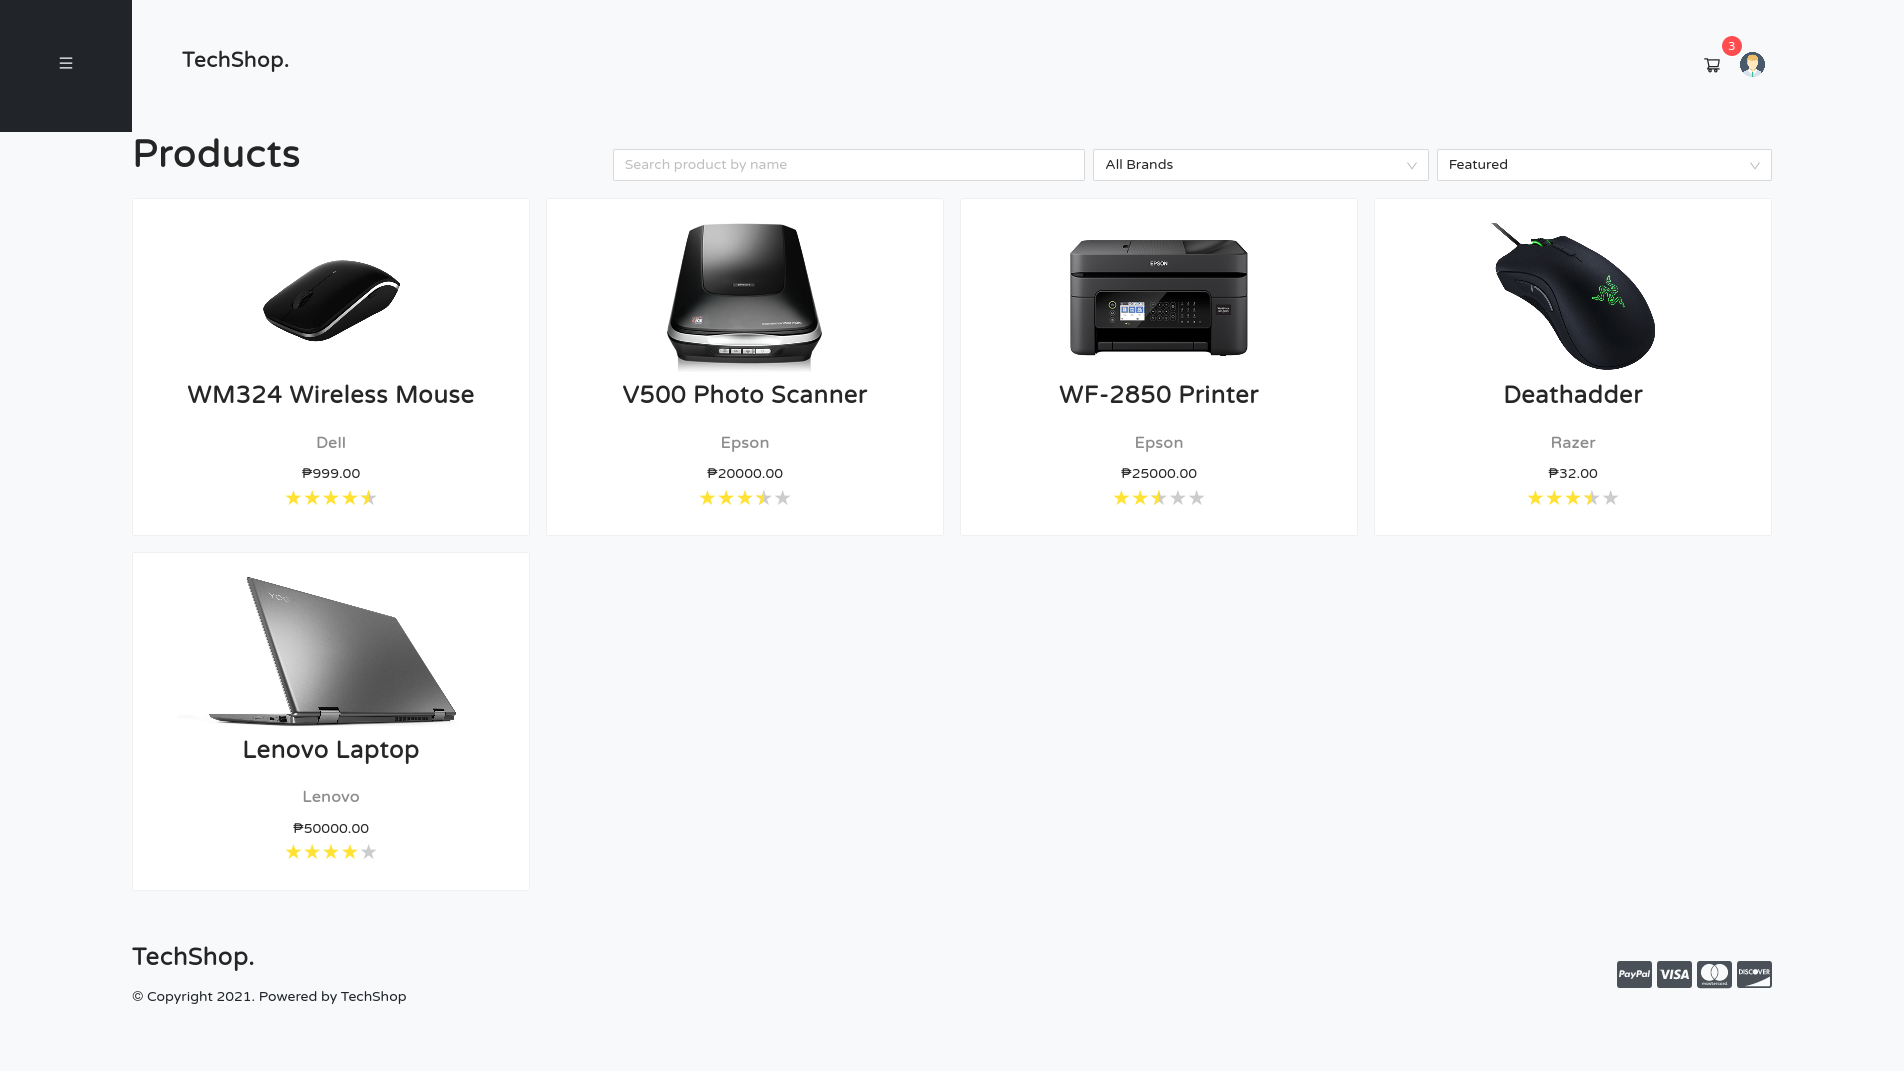 TechShop.
3
Products
Search product by name
All Brands
Featured
EPSON
WM324 Wireless Mouse
Dell
₱999.00
V500 Photo Scanner
Epson
₱20000.00
WF-2850 Printer
Epson
₱25000.00
Deathadder
Razer
₱32.00
Lenovo Laptop
Lenovo
₱50000.00
TechShop.
© Copyright 2021. Powered by TechShop
PayPal
VISA
mastercard
DISCOVER